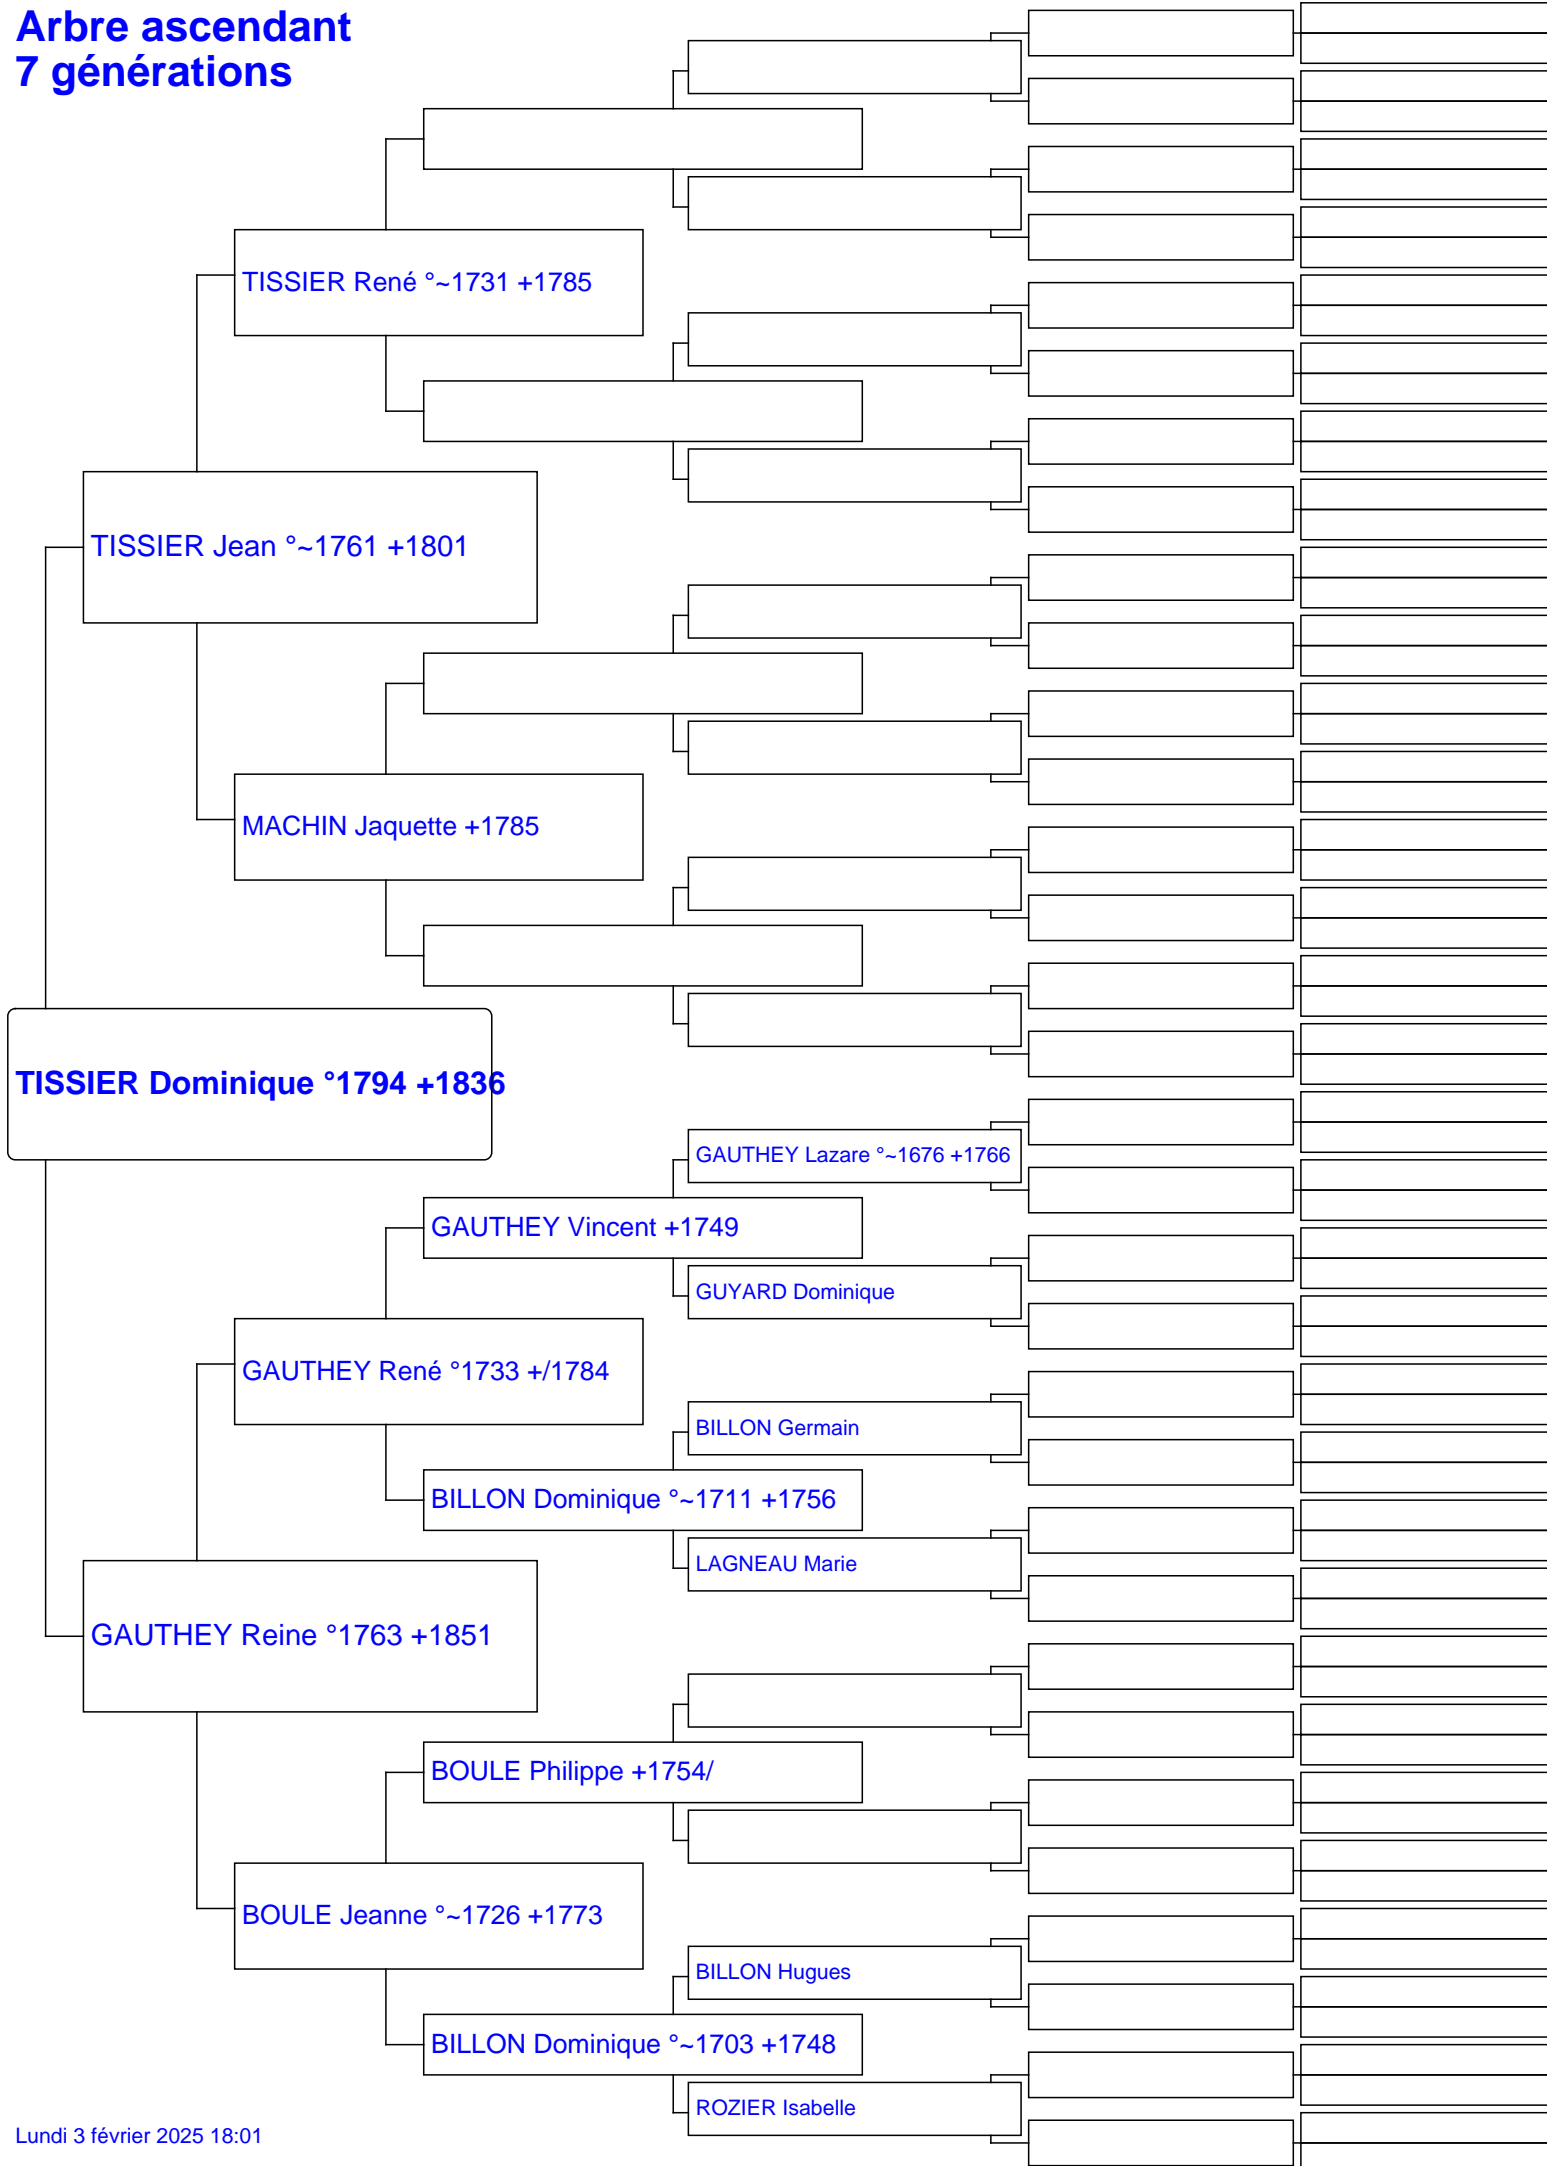 Arbre ascendant
7 générations
TISSIER René °~1731 +1785
TISSIER Jean °~1761 +1801
MACHIN Jaquette +1785
TISSIER Dominique °1794 +1836
GAUTHEY Lazare °~1676 +1766
GAUTHEY Vincent +1749
GUYARD Dominique
GAUTHEY René °1733 +/1784
BILLON Germain
BILLON Dominique °~1711 +1756
LAGNEAU Marie
GAUTHEY Reine °1763 +1851
BOULE Philippe +1754/
BOULE Jeanne °~1726 +1773
BILLON Hugues
BILLON Dominique °~1703 +1748
ROZIER Isabelle
Lundi 3 février 2025 18:01